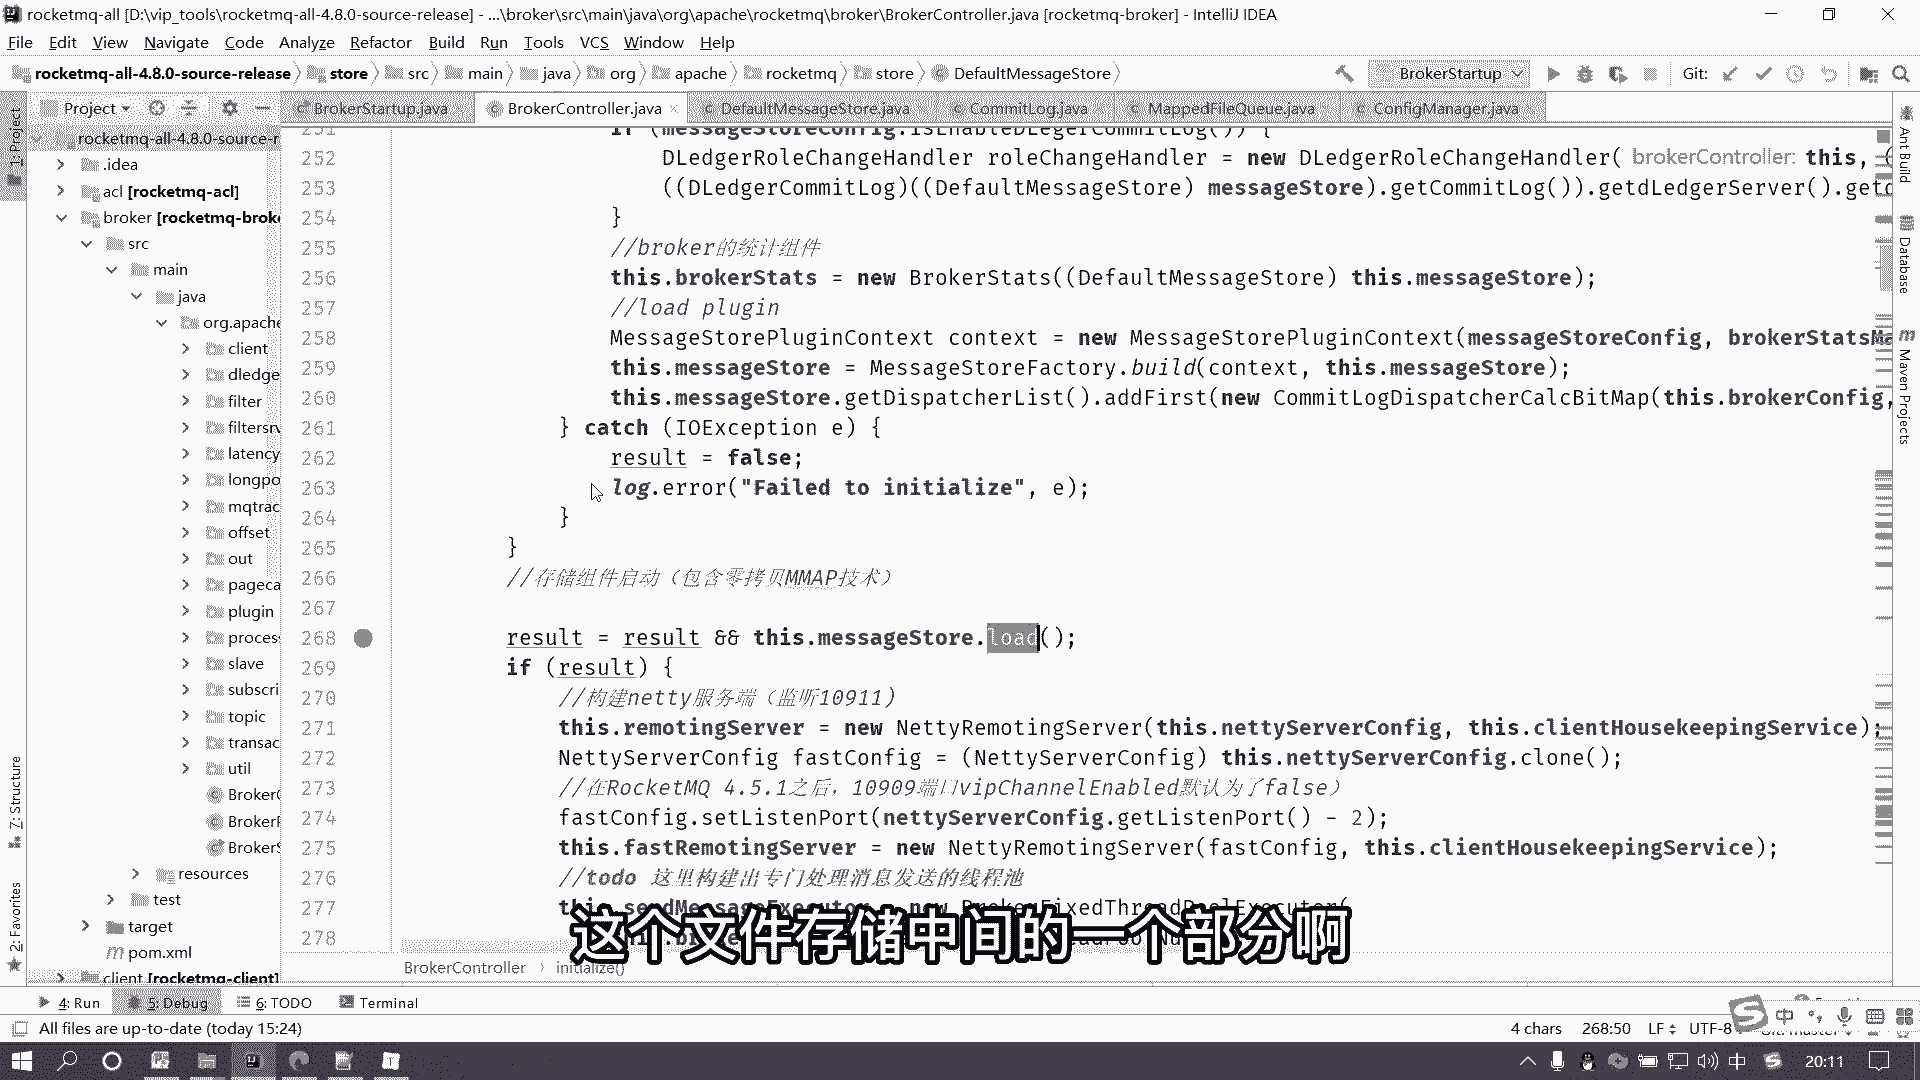 rocketmq-all [D:\vip_tools\rocketmq-all-4.8.0-source-release] - ...\broker\src\main\java\org\apache\rocketmq\broker\BrokerController.java [rocketmq-broker] - IntelliJ IDEA
File Edit View Navigate Code Analyze Refactor Build Run Tools VCS Window Help
rocketmq-all-4.8.0-source-release store src main java org apache rocketmq store DefaultMessageStore BrokerStartup Git:
Project BrokerStartup.java BrokerController.java DefaultMessageStore.java CommitLog.java MappedFileQueue.java ConfigManager.java
1: Project
7: Structure
2: Favorites
rocketmq-all-4.8.0-source-r
.idea
acl [rocketmq-acl]
broker [rocketmq-broke
src
main
java
org.apache
client
dledge
filter
filtersrv
latency
longpo
mqtrac
offset
out
pageca
plugin
process
slave
subscri
topic
transac
util
BrokerC
BrokerF
BrokerS
resources
test
target
pom.xml
client [rocketmq-client]
251 if (messageStoreConfig.isEnableDLegerCommitLog()) {
252 DLedgerRoleChangeHandler roleChangeHandler = new DLedgerRoleChangeHandler( brokerController: this,
253 ((DLedgerCommitLog)((DefaultMessageStore) messageStore).getCommitLog()).getdLedgerServer().getd
254 }
255 //broker的统计组件
256 this.brokerStats = new BrokerStats((DefaultMessageStore) this.messageStore);
257 //load plugin
258 MessageStorePluginContext context = new MessageStorePluginContext(messageStoreConfig, brokerStatsMa
259 this.messageStore = MessageStoreFactory.build(context, this.messageStore);
260 this.messageStore.getDispatcherList().addFirst(new CommitLogDispatcherCalcBitMap(this.brokerConfig,
261 } catch (IOException e) {
262 result = false;
263 log.error("Failed to initialize", e);
264 }
265 }
266 //存储组件启动（包含零拷贝MMAP技术）
267
268 result = result && this.messageStore.load();
269 if (result) {
270 //构建netty服务端（监听10911)
271 this.remotingServer = new NettyRemotingServer(this.nettyServerConfig, this.clientHousekeepingService);
272 NettyServerConfig fastConfig = (NettyServerConfig) this.nettyServerConfig.clone();
273 //在RocketMQ 4.5.1之后，10909端口vipChannelEnabled默认为了false）
274 fastConfig.setListenPort(nettyServerConfig.getListenPort() - 2);
275 this.fastRemotingServer = new NettyRemotingServer(fastConfig, this.clientHousekeepingService);
276 //todo 这里构建出专门处理消息发送的线程池
277 this.sendMessageExecutor = new BrokerFixedThreadPoolExecutor(
278
这个文件存储中间的一个部分啊
BrokerController initialize()
Ant Build
Database
Maven Projects
4: Run 5: Debug 6: TODO Terminal
All files are up-to-date (today 15:24) 4 chars 268:50 LF UTF-8
中
中 20:11